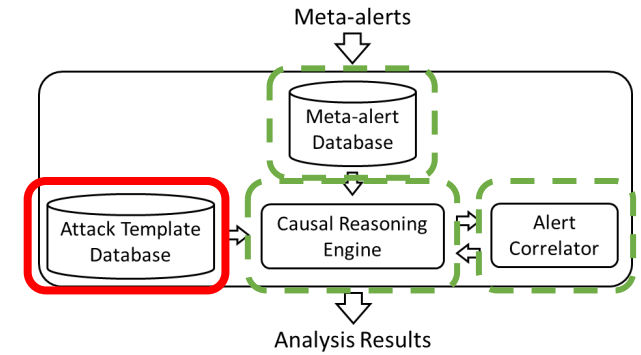 Meta-alerts
Meta-alert
Database
Attack Template
Database
Causal Reasoning
Engine
Alert
Correlator
Analysis Results